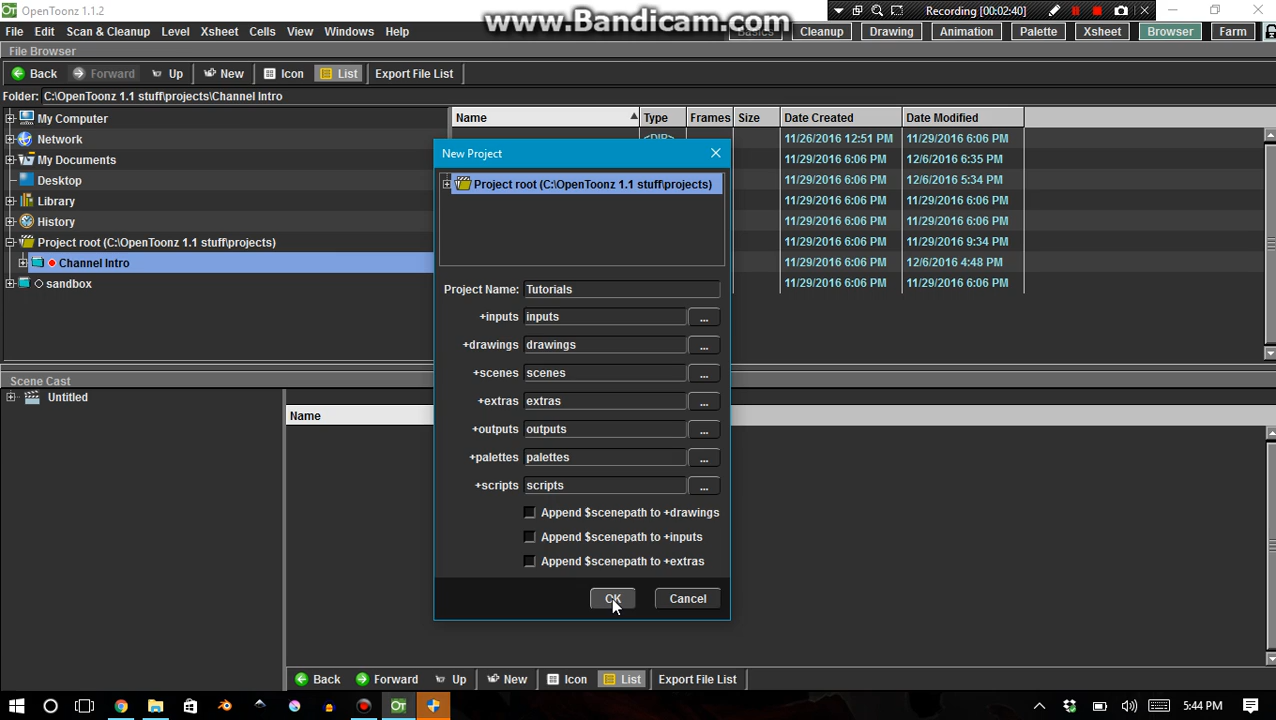 OpenToonz 1.1.2
www.Bandicam.com
Recording [00:02:40]
File Edit Scan & Cleanup Level Xsheet Cells View Windows Help
Basics Cleanup Drawing Animation Palette Xsheet Browser Farm
File Browser
Back Forward Up New Icon List Export File List
Folder: C:\OpenToonz 1.1 stuff\projects\Channel Intro
My Computer
Network
My Documents
Desktop
Library
History
Project root (C:\OpenToonz 1.1 stuff\projects)
Channel Intro
sandbox
Name Type Frames Size Date Created Date Modified
<DIR> 11/26/2016 12:51 PM 11/29/2016 6:06 PM
11/29/2016 6:06 PM 12/6/2016 6:35 PM
11/29/2016 6:06 PM 12/6/2016 5:34 PM
11/29/2016 6:06 PM 11/29/2016 6:06 PM
11/29/2016 6:06 PM 11/29/2016 6:06 PM
11/29/2016 6:06 PM 11/29/2016 9:34 PM
11/29/2016 6:06 PM 12/6/2016 4:48 PM
11/29/2016 6:06 PM 11/29/2016 6:06 PM
New Project
Project root (C:\OpenToonz 1.1 stuff\projects)
Project Name: Tutorials
+inputs inputs ...
+drawings drawings ...
+scenes scenes ...
+extras extras ...
+outputs outputs ...
+palettes palettes ...
+scripts scripts ...
Append $scenepath to +drawings
Append $scenepath to +inputs
Append $scenepath to +extras
OK Cancel
Scene Cast
Untitled
Name
Back Forward Up New Icon List Export File List
5:44 PM